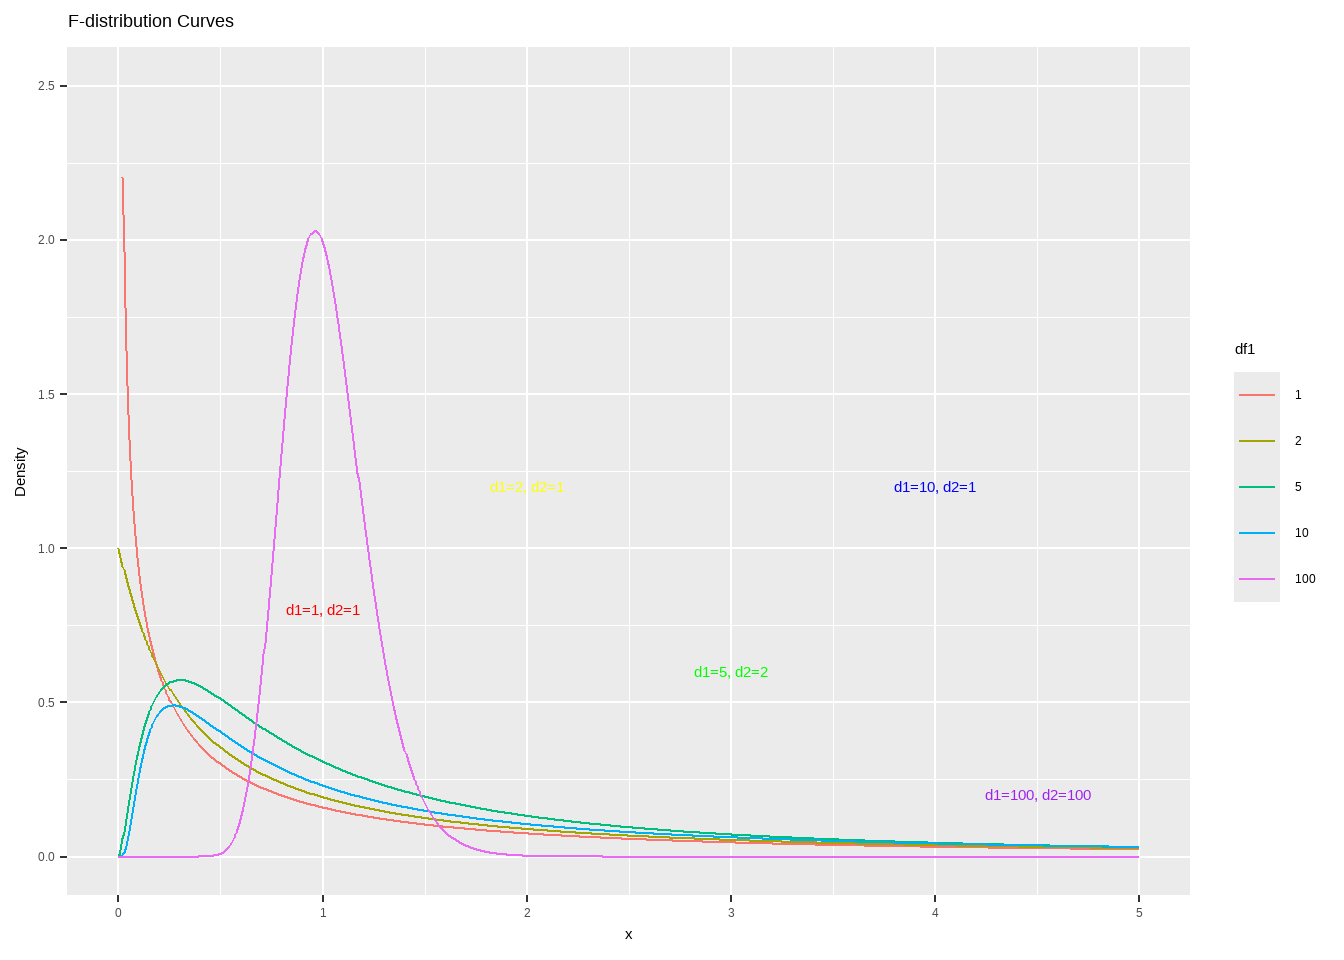 F-distribution Curves
2.5
2.0
1.5
1.0
0.5
0.0
Density
d1=2, d2=1
d1=10, d2=1
d1=1, d2=1
d1=5, d2=2
d1=100, d2=100
0 1 2 3 4 5
x
df1
1
2
5
10
100